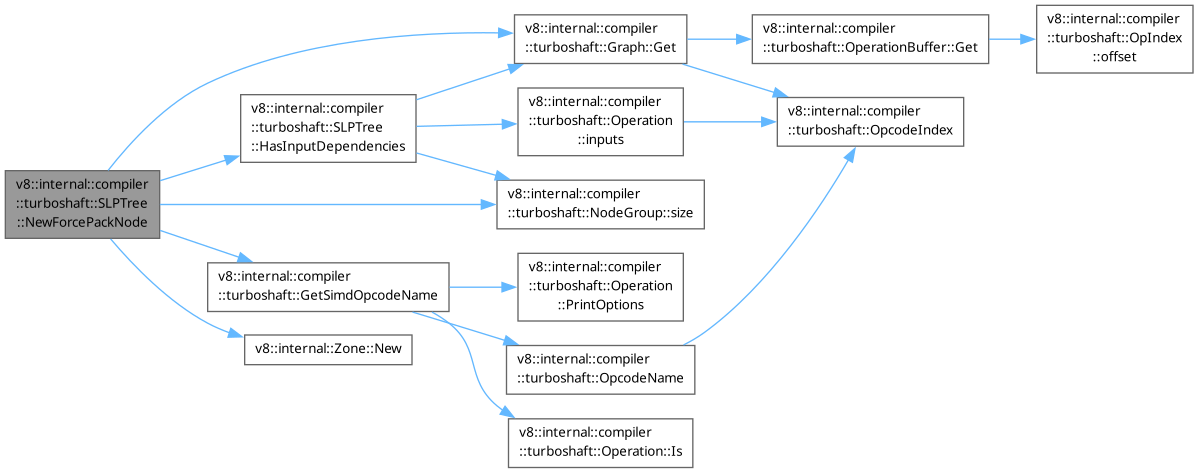 v8::internal::compiler
::turboshaft::SLPTree
::NewForcePackNode
v8::internal::compiler
::turboshaft::Graph::Get
v8::internal::compiler
::turboshaft::OperationBuffer::Get
v8::internal::compiler
::turboshaft::OpIndex
::offset
v8::internal::compiler
::turboshaft::OpcodeIndex
v8::internal::compiler
::turboshaft::SLPTree
::HasInputDependencies
v8::internal::compiler
::turboshaft::Operation
::inputs
v8::internal::compiler
::turboshaft::NodeGroup::size
v8::internal::compiler
::turboshaft::GetSimdOpcodeName
v8::internal::compiler
::turboshaft::Operation
::PrintOptions
v8::internal::compiler
::turboshaft::OpcodeName
v8::internal::compiler
::turboshaft::Operation::Is
v8::internal::Zone::New